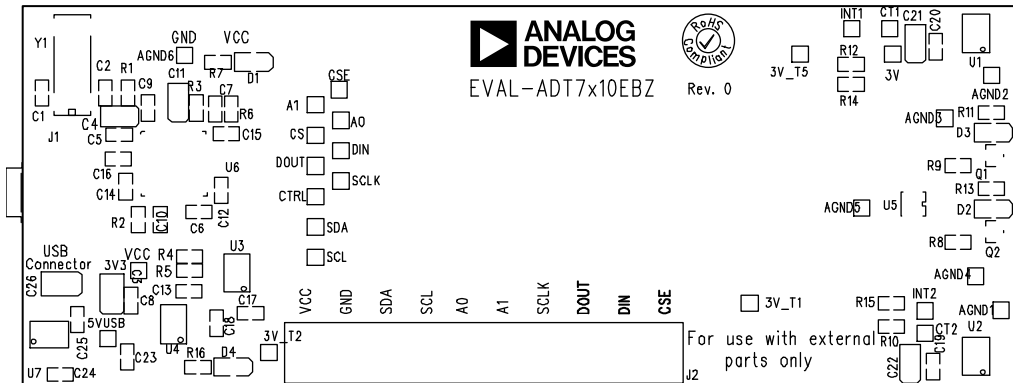 Y1
GND
VCC
AGND6
R7
D1
C2
R1
C9
C11
R3
C7
R6
C1
C4
J1
C5
C15
C16
C14
U6
R2
C10
C6
C12
CSE
A1
A0
CS
DIN
DOUT
SCLK
CTRL
SDA
SCL
ANALOG
DEVICES
EVAL-ADT7x10EBZ
RoHS
Compliant
Rev. 0
INT1
CT1
C21
C20
3V_T5
R12
3V
U1
R14
AGND2
AGND3
R11
D3
R9
Q1
R13
AGND5
U5
D2
R8
Q2
AGND4
USB
Connector
VCC
R4
U3
3V3
R5
C26
C13
C8
C17
5VUSB
C18
C25
C23
U4
3V_T2
R16
D4
U7
C24
VCC
GND
SDA
SCL
A0
A1
SCLK
DOUT
DIN
CSE
J2
3V_T1
R15
INT2
AGND1
For use with external
parts only
R10
CT2
U2
C22
C19